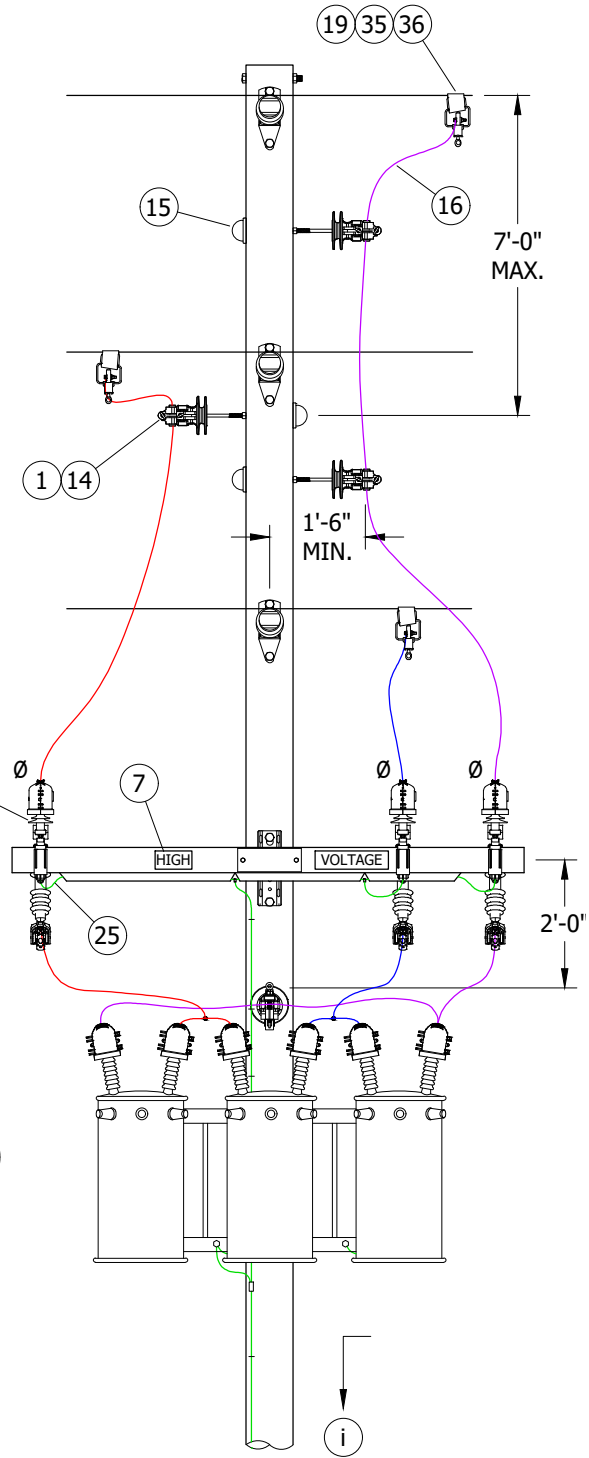 19 35 36
15
16
7'-0"
MAX.
1 14
1'-6"
MIN.
Ø
7
Ø
Ø
HIGH
VOLTAGE
25
2'-0"
i